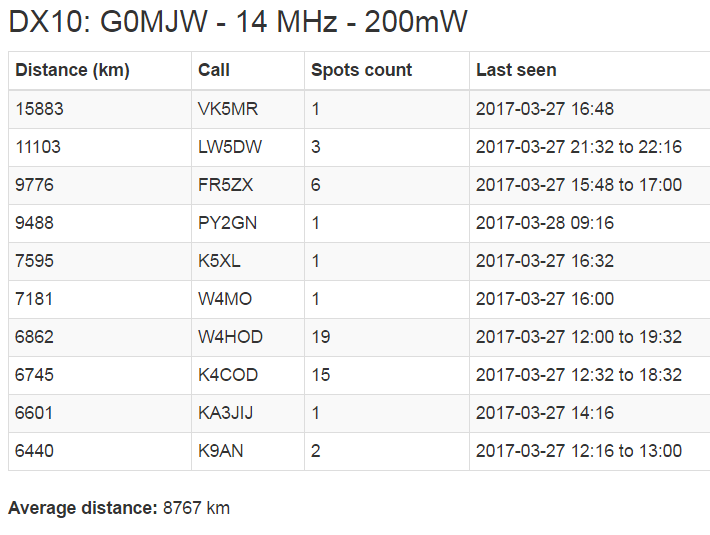 DX10: G0MJW - 14 MHz - 200mW
Distance (km) Call Spots count Last seen
15883 VK5MR 1 2017-03-27 16:48
11103 LW5DW 3 2017-03-27 21:32 to 22:16
9776 FR5ZX 6 2017-03-27 15:48 to 17:00
9488 PY2GN 1 2017-03-28 09:16
7595 K5XL 1 2017-03-27 16:32
7181 W4MO 1 2017-03-27 16:00
6862 W4HOD 19 2017-03-27 12:00 to 19:32
6745 K4COD 15 2017-03-27 12:32 to 18:32
6601 KA3JIJ 1 2017-03-27 14:16
6440 K9AN 2 2017-03-27 12:16 to 13:00
Average distance: 8767 km